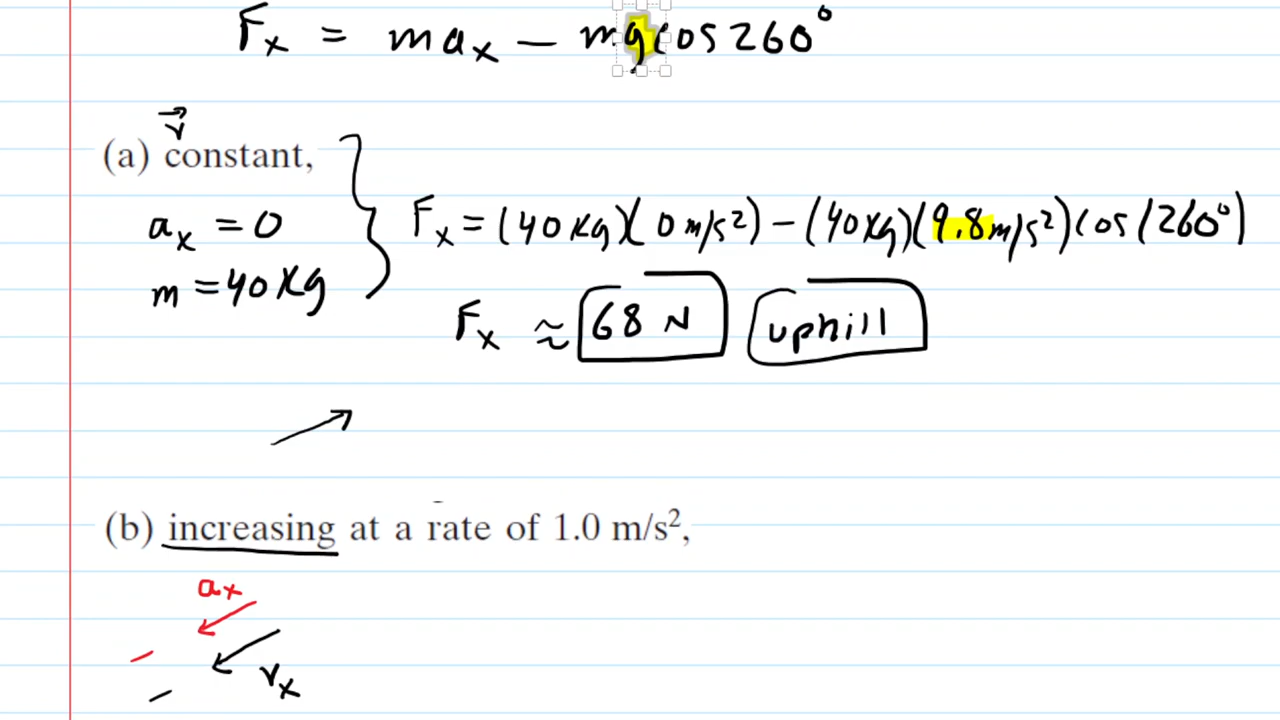 Fx = max − mg cos 260°
(a) v⃗ constant,
ax = 0
m = 40 kg
Fx = (40 kg)(0 m/s²) − (40 kg)(9.8 m/s²) cos(260°)
Fx ≈ 68 N uphill
(b) increasing at a rate of 1.0 m/s²,
ax
vx